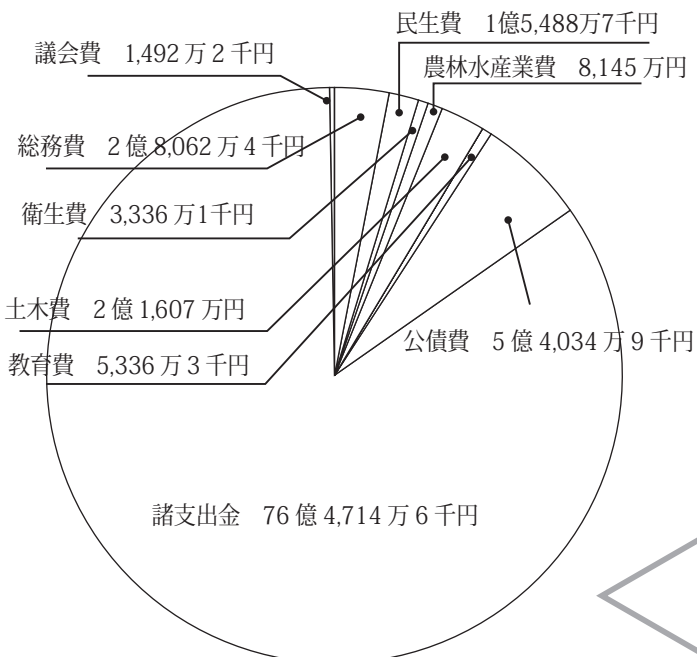 民生費　1億5,488万7千円
議会費　1,492万2千円
農林水産業費　8,145万円
総務費　2億8,062万4千円
衛生費　3,336万1千円
土木費　2億1,607万円
公債費　5億4,034万9千円
教育費　5,336万3千円
諸支出金　76億4,714万6千円